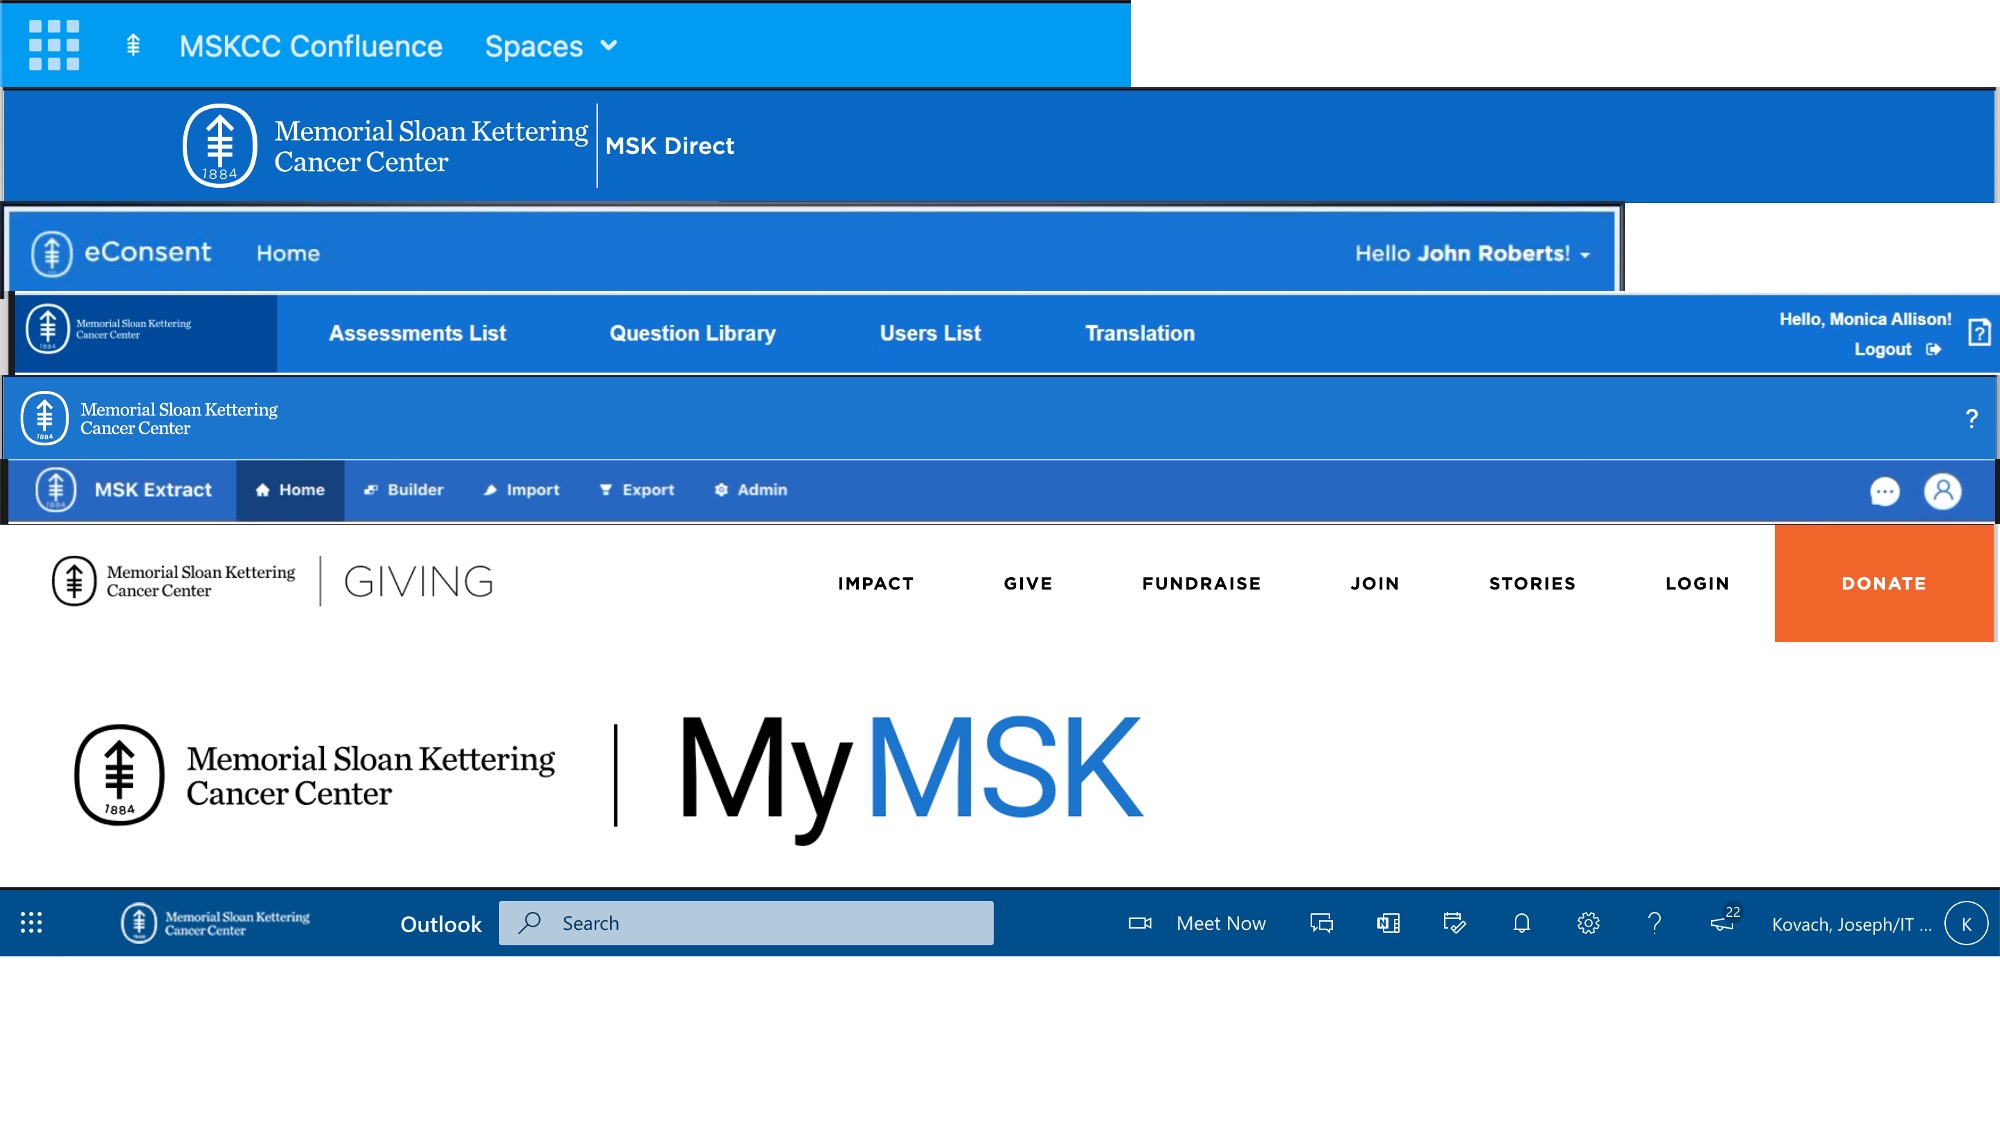 MSKCC Confluence Spaces
Memorial Sloan Kettering
Cancer Center
1884
MSK Direct
eConsent Home Hello John Roberts!
Memorial Sloan Kettering
Cancer Center
1884
Assessments List Question Library Users List Translation
Hello, Monica Allison!
Logout
?
Memorial Sloan Kettering
Cancer Center
1884
?
1884
MSK Extract Home Builder Import Export Admin
Memorial Sloan Kettering
Cancer Center
1884
GIVING
IMPACT GIVE FUNDRAISE JOIN STORIES LOGIN DONATE
Memorial Sloan Kettering
Cancer Center
1884
MyMSK
Memorial Sloan Kettering
Cancer Center
Outlook Search Meet Now N ? 22 Kovach, Joseph/IT ... K